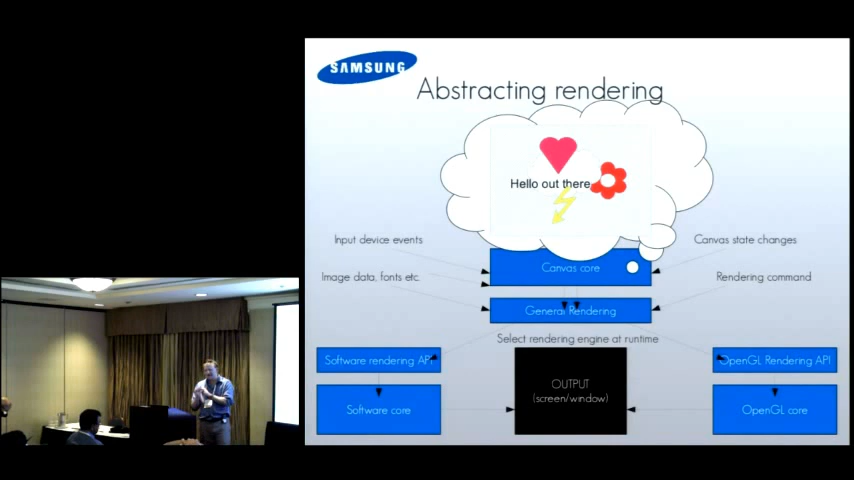 SAMSUNG
Abstracting rendering
Hello out there
Input device events
Canvas state changes
Canvas core
Image data, fonts etc.
Rendering command
General Rendering
Select rendering engine at runtime
Software rendering API
OpenGL Rendering API
OUTPUT
(screen/window)
Software core
OpenGL core